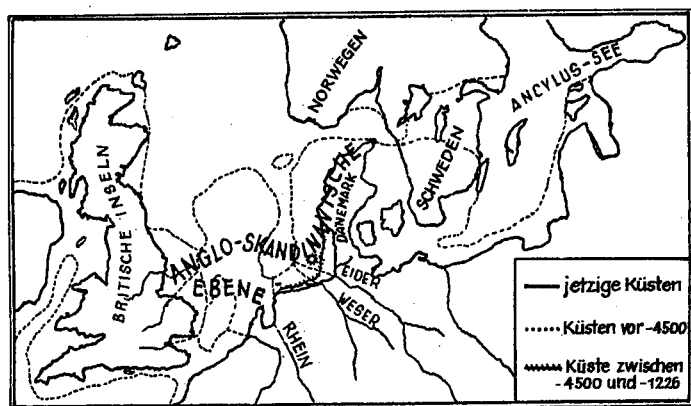 NORWEGEN
ANCYLUS-SEE
BRITISCHE INSELN
SCHWEDEN
DÄNEMARK
ANGLO-SKANDINAVISCHE
EBENE
EIDER
WESER
RHEIN
jetzige Küsten
Küsten vor -4500
Küste zwischen
-4500 und -1226